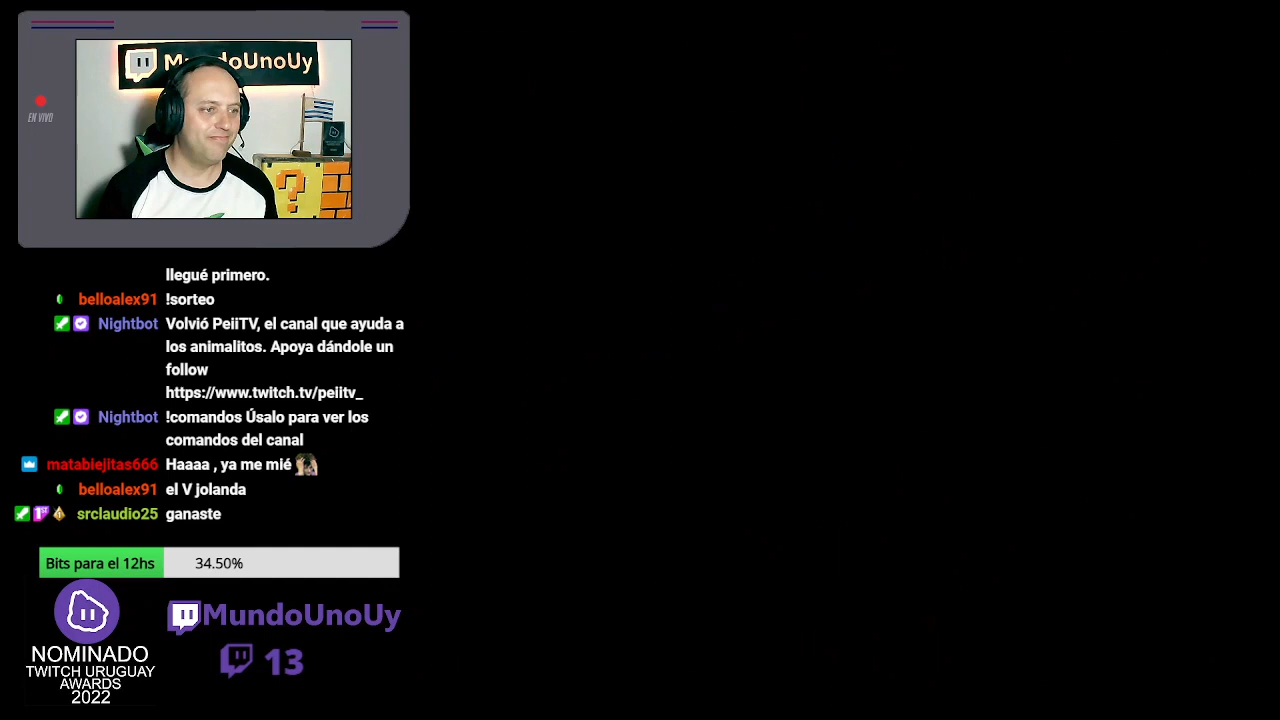 MundoUnoUy
EN VIVO
llegué primero.
belloalex91 !sorteo
Nightbot Volvió PeiiTV, el canal que ayuda a
los animalitos. Apoya dándole un
follow
https://www.twitch.tv/peiitv_
Nightbot !comandos Úsalo para ver los
comandos del canal
matabiejitas666 Haaaa , ya me mié
belloalex91 el V jolanda
srclaudio25 ganaste
Bits para el 12hs 34.50%
MundoUnoUy
13
NOMINADO
TWITCH URUGUAY
AWARDS
2022